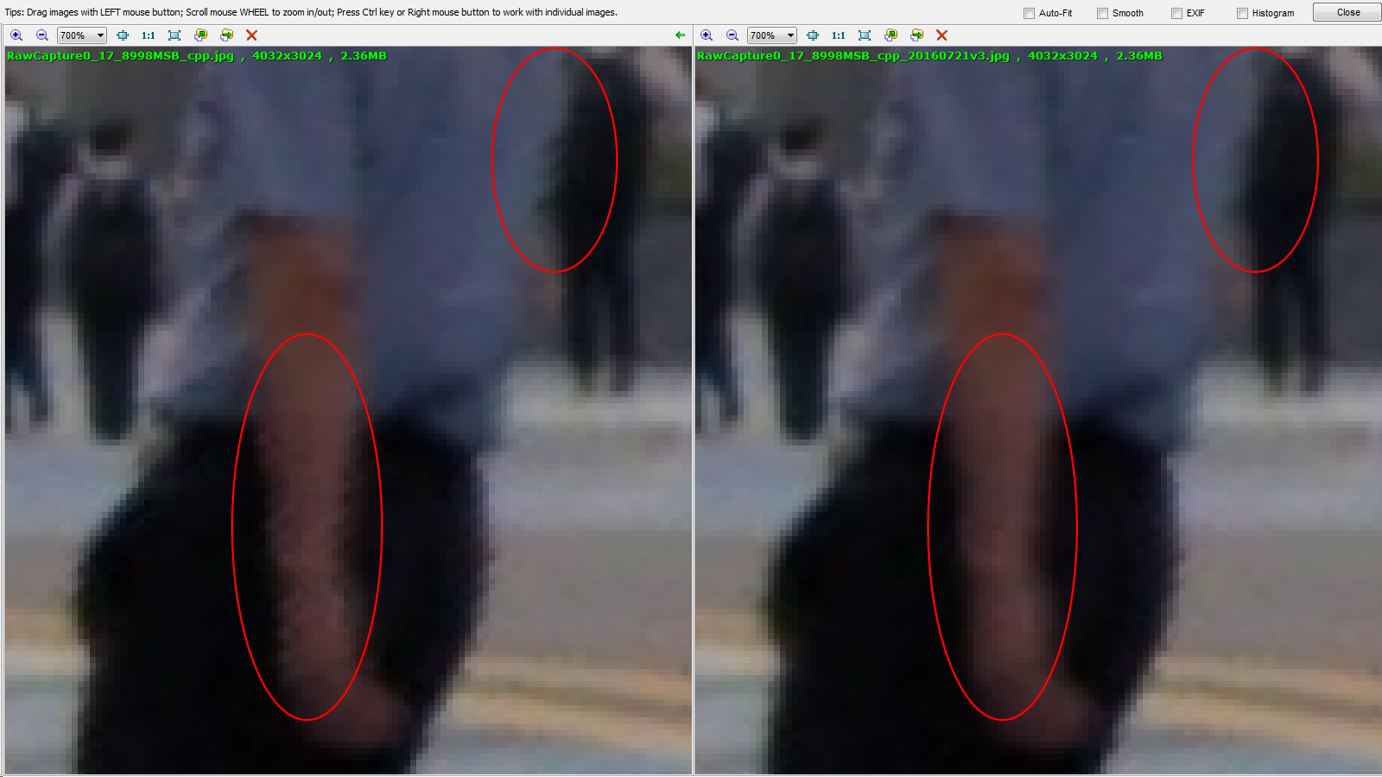 Tips: Drag images with LEFT mouse button; Scroll mouse WHEEL to zoom in/out; Press Ctrl key or Right mouse button to work with individual images.
Auto-Fit
Smooth
EXIF
Histogram
Close
700%
1:1
700%
1:1
RawCapture0_17_8998MSB_cpp.jpg , 4032x3024 , 2.36MB
RawCapture0_17_8998MSB_cpp_20160721v3.jpg , 4032x3024 , 2.36MB